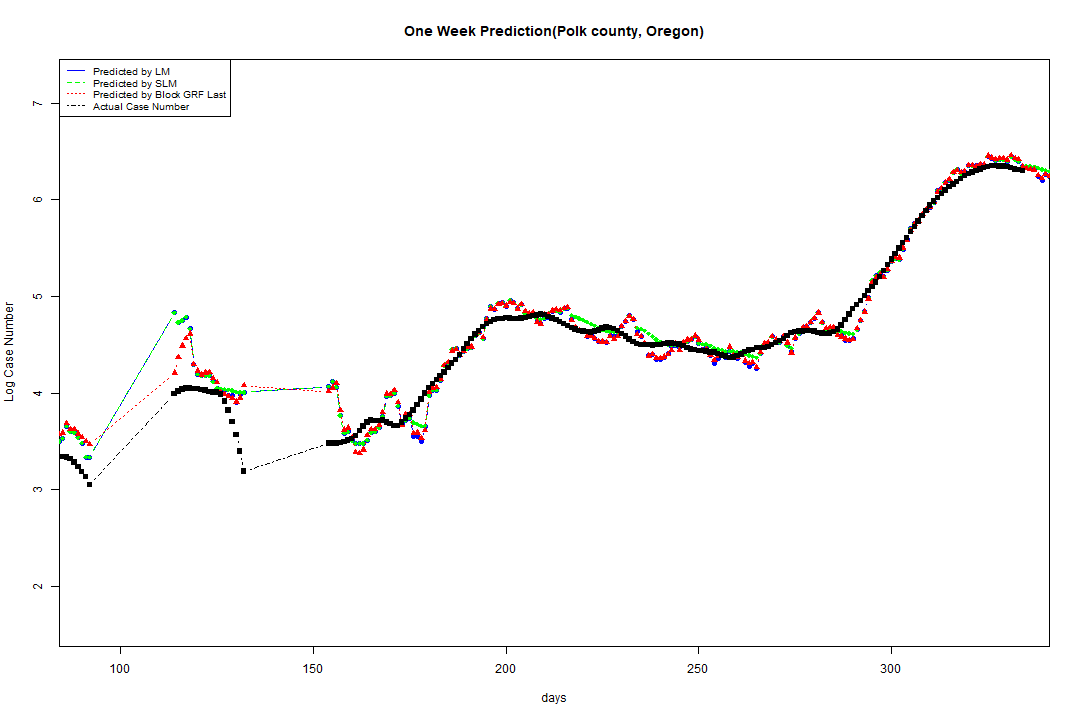 One Week Prediction(Polk county, Oregon)
Predicted by LM
Predicted by SLM
Predicted by Block GRF Last
Actual Case Number
7
6
5
4
3
2
Log Case Number
100 150 200 250 300
days